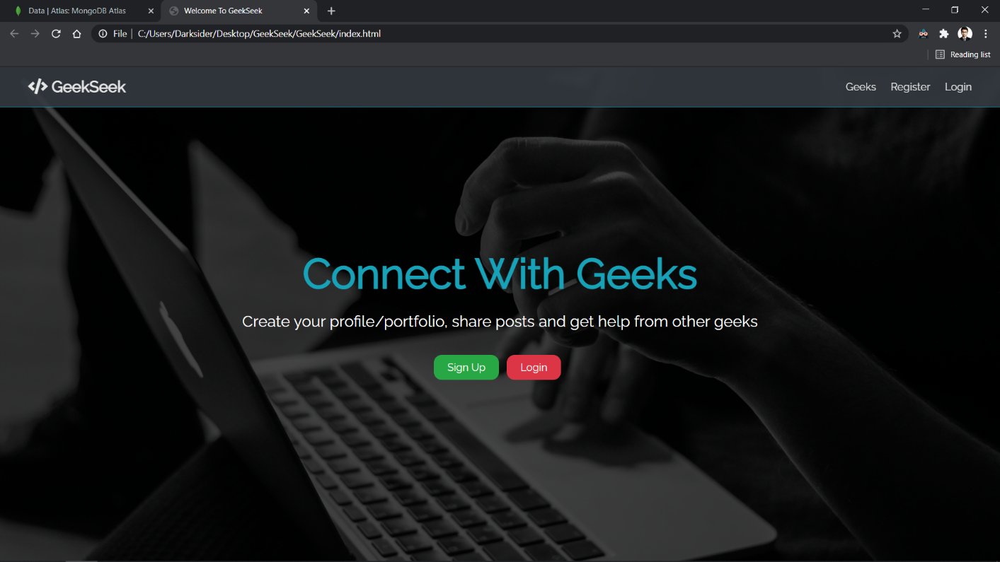 Data | Atlas: MongoDB Atlas
Welcome To GeekSeek
File | C:/Users/Darksider/Desktop/GeekSeek/GeekSeek/index.html
Reading list
</> GeekSeek
Geeks Register Login
Connect With Geeks
Create your profile/portfolio, share posts and get help from other geeks
Sign Up Login